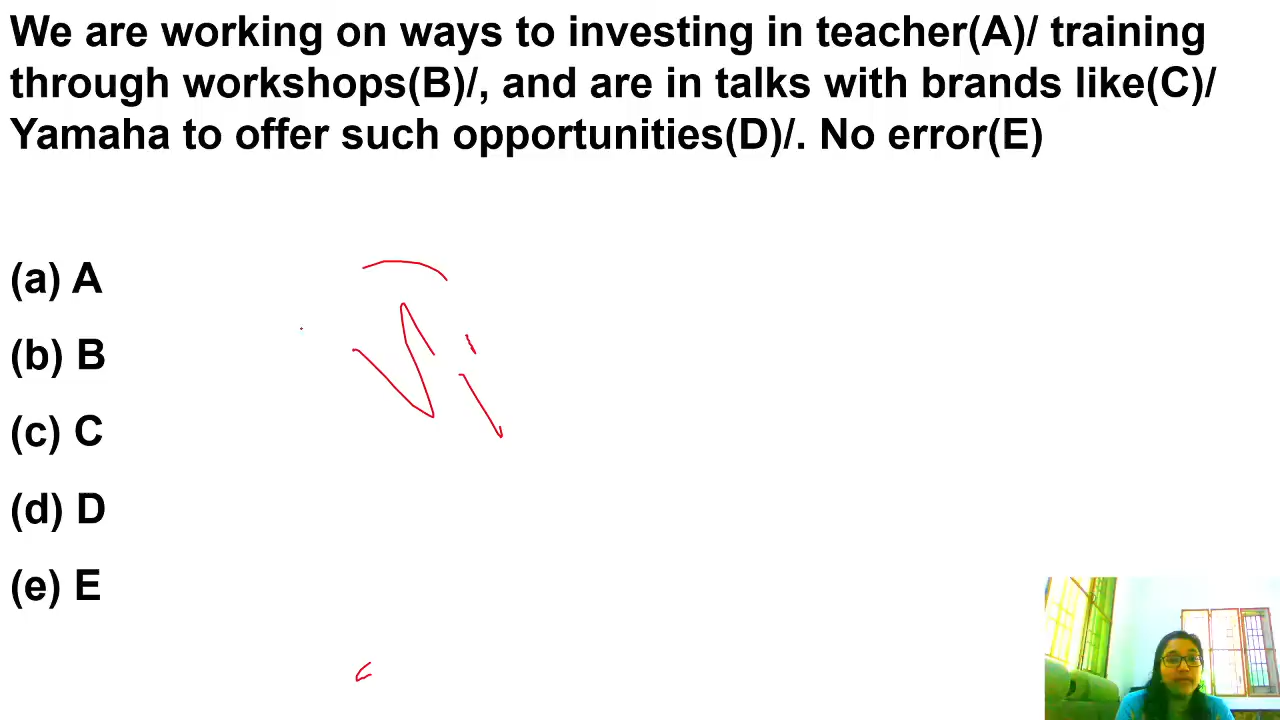 We are working on ways to investing in teacher(A)/ training
through workshops(B)/, and are in talks with brands like(C)/
Yamaha to offer such opportunities(D)/. No error(E)
(a) A
(b) B
(c) C
(d) D
(e) E